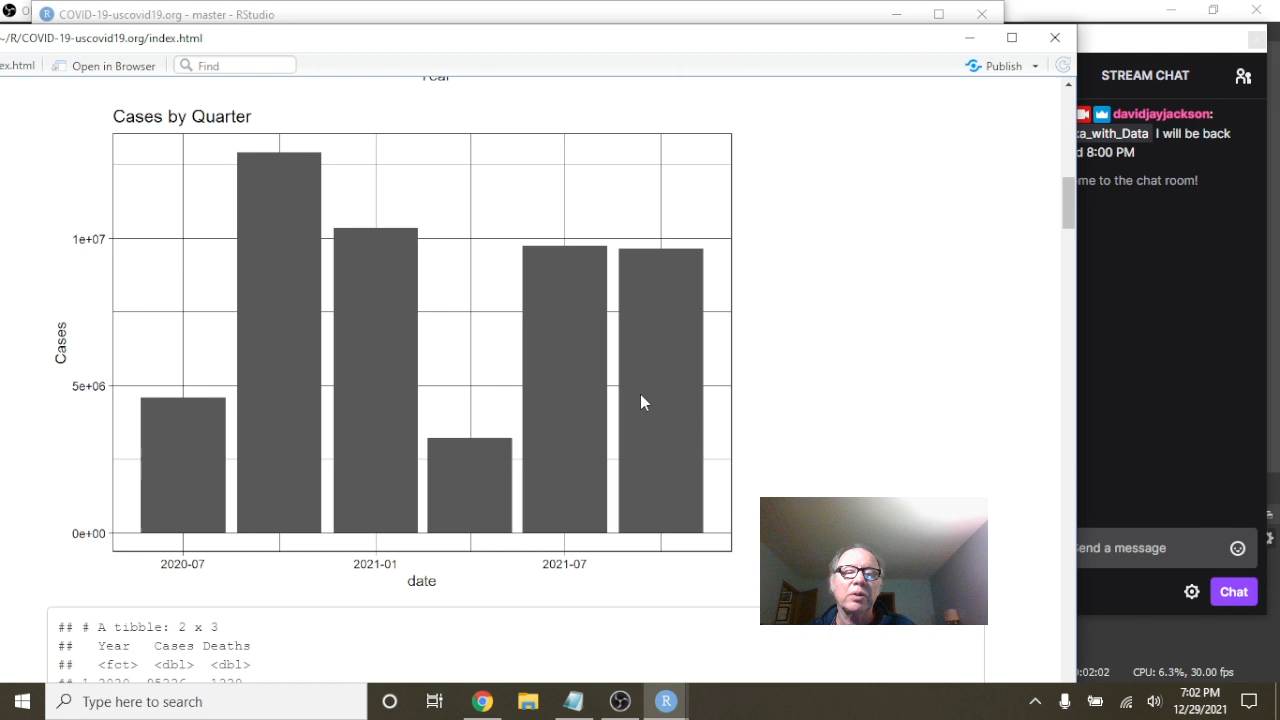 COVID-19-uscovid19.org - master - RStudio
~/R/COVID-19-uscovid19.org/index.html
ex.html
Open in Browser
Find
Publish
Year
Cases by Quarter
1e+07
5e+06
0e+00
Cases
2020-07
2021-01
2021-07
date
## # A tibble: 2 x 3
## Year Cases Deaths
## <fct> <dbl> <dbl>
STREAM CHAT
davidjayjackson:
a_with_Data I will be back
d 8:00 PM
me to the chat room!
end a message
Chat
:02:02 CPU: 6.3%, 30.00 fps
Type here to search
7:02 PM
12/29/2021